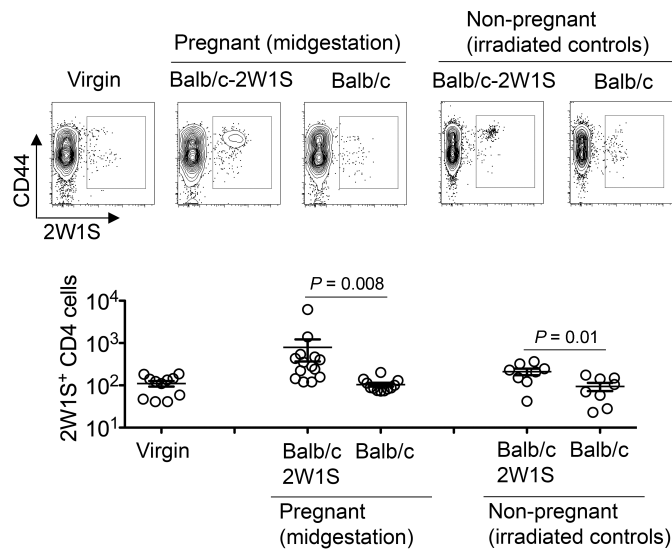 Pregnant (midgestation)
Non-pregnant
(irradiated controls)
Virgin
Balb/c-2W1S
Balb/c
Balb/c-2W1S
Balb/c
CD44
2W1S
2W1S+ CD4 cells
10⁴
10³
10²
10¹
P = 0.008
P = 0.01
Virgin
Balb/c
2W1S
Balb/c
Balb/c
2W1S
Balb/c
Pregnant
(midgestation)
Non-pregnant
(irradiated controls)